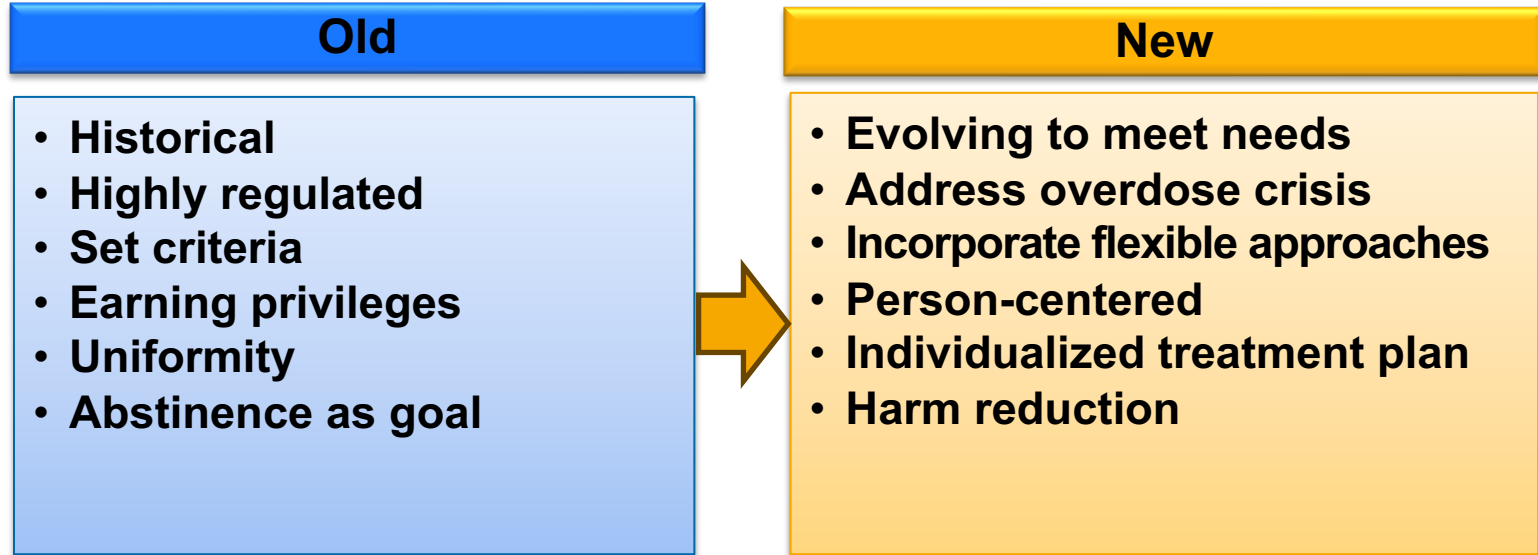 Old
• Historical
• Highly regulated
• Set criteria
• Earning privileges
• Uniformity
• Abstinence as goal
New
• Evolving to meet needs
• Address overdose crisis
• Incorporate flexible approaches
• Person-centered
• Individualized treatment plan
• Harm reduction